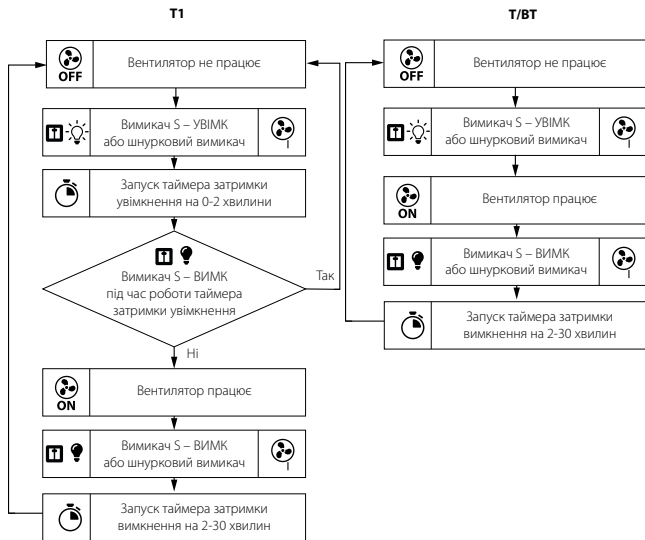 T1
OFF
Вентилятор не працює
Вимикач S – УВІМК
або шнурковий вимикач
Запуск таймера затримки
увімкнення на 0-2 хвилини
Вимикач S – ВИМК
під час роботи таймера
затримки увімкнення
Так
Ні
ON
Вентилятор працює
Вимикач S – ВИМК
або шнурковий вимикач
Запуск таймера затримки
вимкнення на 2-30 хвилин
T/BT
OFF
Вентилятор не працює
Вимикач S – УВІМК
або шнурковий вимикач
ON
Вентилятор працює
Вимикач S – ВИМК
або шнурковий вимикач
Запуск таймера затримки
вимкнення на 2-30 хвилин